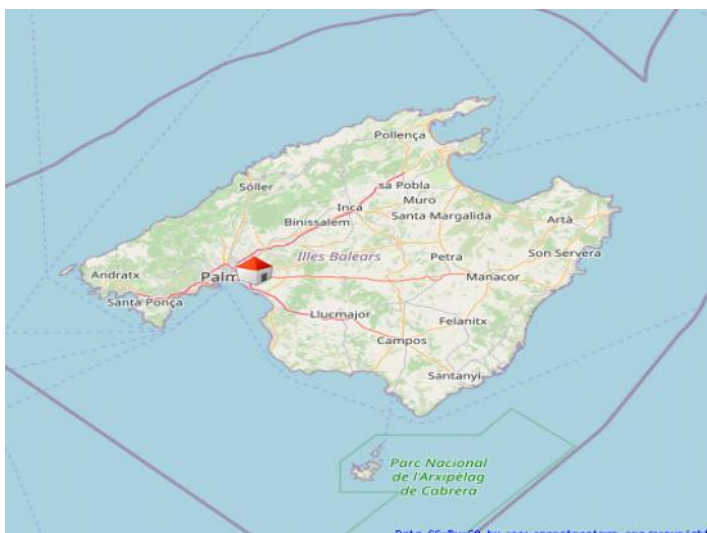 Pollença
sa Pobla
Sóller
Inca
Muro
Binissalem
Santa Margalida
Artà
Illes Balears
Petra
Son Servera
Andratx
Palm
Manacor
Santa Ponça
Llucmajor
Felanitx
Campos
Santanyí
Parc Nacional
de l'Arxipèlag
de Cabrera